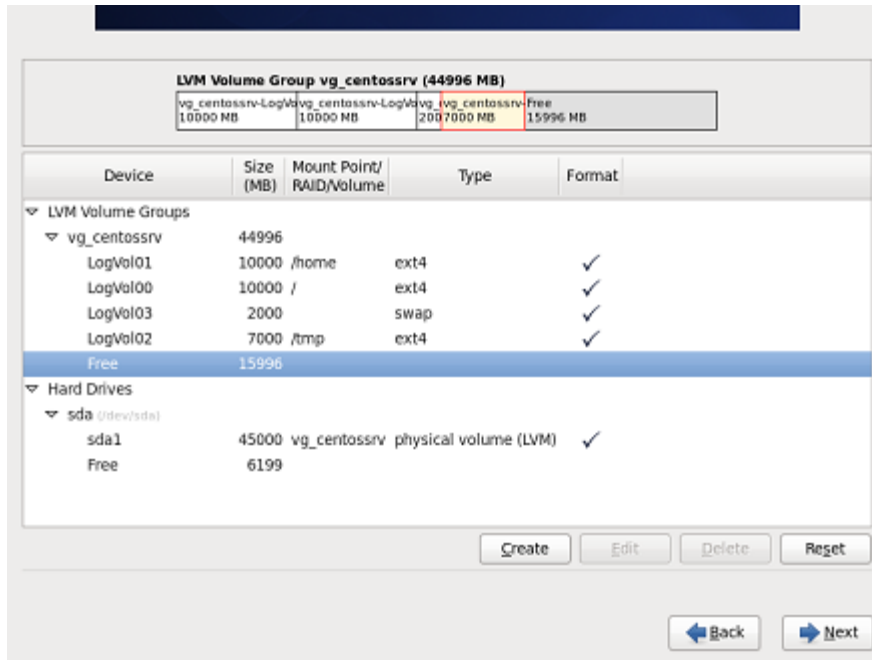 LVM Volume Group vg_centossrv (44996 MB)
vg_centossrv-LogVo vg_centossrv-LogVo vg_ vg_centossrv- Free
10000 MB 10000 MB 200 7000 MB 15996 MB
Device Size (MB) Mount Point/ RAID/Volume Type Format
LVM Volume Groups
vg_centossrv 44996
LogVol01 10000 /home ext4 ✓
LogVol00 10000 / ext4 ✓
LogVol03 2000 swap ✓
LogVol02 7000 /tmp ext4 ✓
Free 15996
Hard Drives
sda (/dev/sda)
sda1 45000 vg_centossrv physical volume (LVM) ✓
Free 6199
Create Edit Delete Reset
Back Next